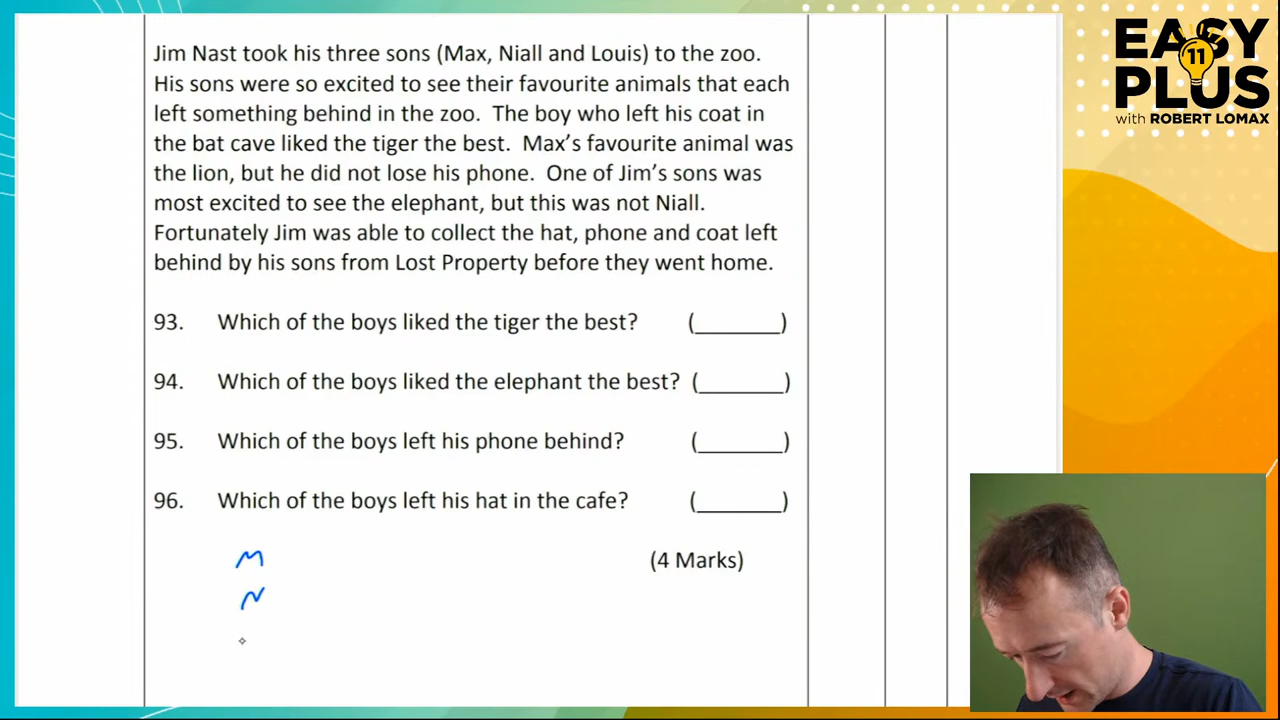 EASY
11
PLUS
with ROBERT LOMAX
Jim Nast took his three sons (Max, Niall and Louis) to the zoo.
His sons were so excited to see their favourite animals that each
left something behind in the zoo.  The boy who left his coat in
the bat cave liked the tiger the best.  Max’s favourite animal was
the lion, but he did not lose his phone.  One of Jim’s sons was
most excited to see the elephant, but this was not Niall.
Fortunately Jim was able to collect the hat, phone and coat left
behind by his sons from Lost Property before they went home.
93. Which of the boys liked the tiger the best? (_______)
94. Which of the boys liked the elephant the best? (_______)
95. Which of the boys left his phone behind? (_______)
96. Which of the boys left his hat in the cafe? (_______)
M
(4 Marks)
N